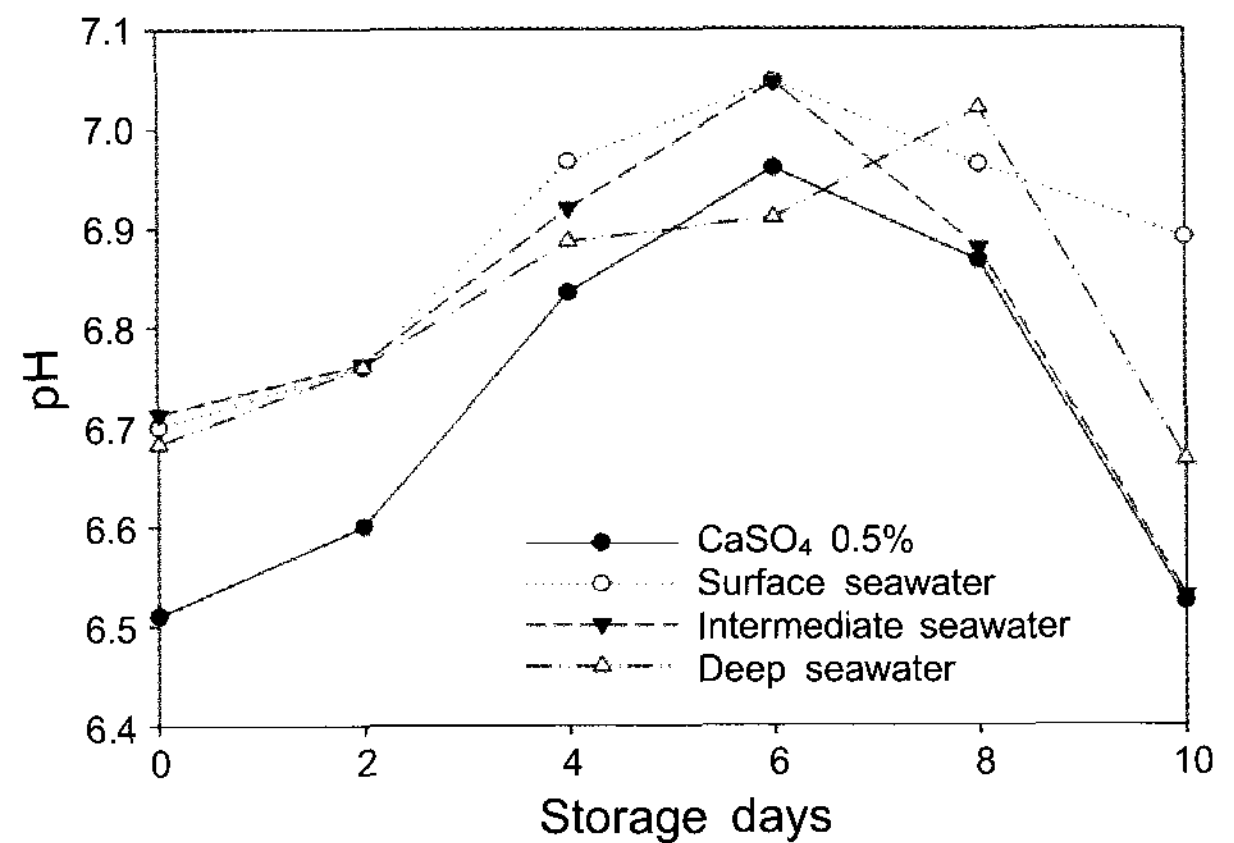 7.1
7.0
6.9
6.8
6.7
6.6
6.5
6.4
pH
CaSO₄ 0.5%
Surface seawater
Intermediate seawater
Deep seawater
0 2 4 6 8 10
Storage days